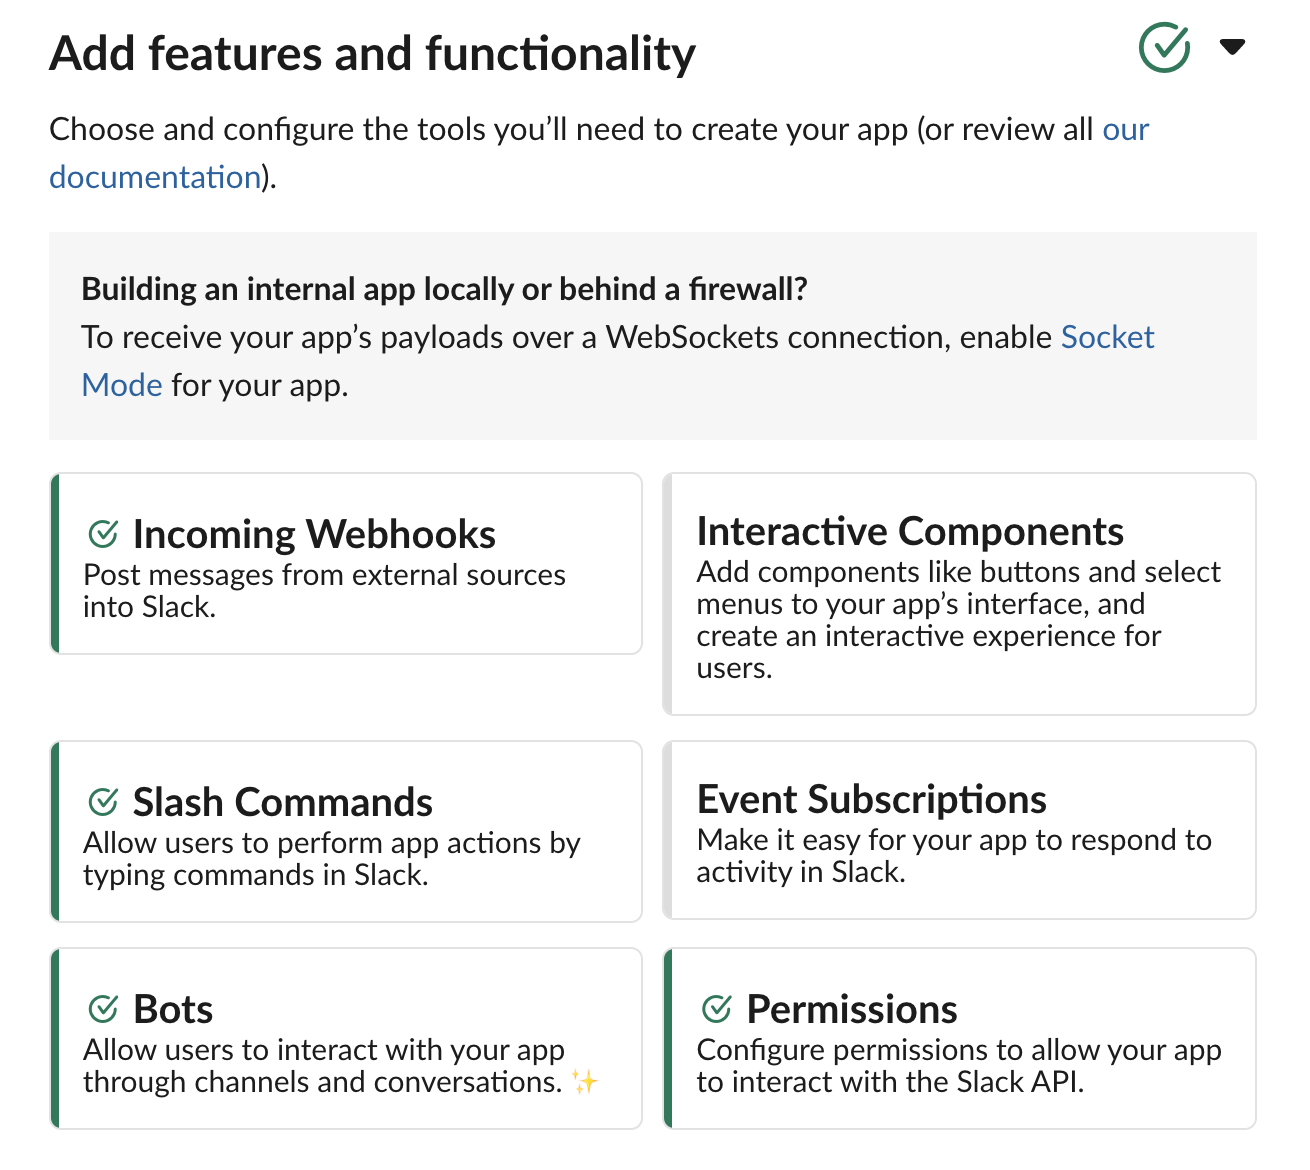 Add features and functionality
Choose and configure the tools you’ll need to create your app (or review all our
documentation).
Building an internal app locally or behind a firewall?
To receive your app’s payloads over a WebSockets connection, enable Socket
Mode for your app.
Incoming Webhooks
Post messages from external sources
into Slack.
Interactive Components
Add components like buttons and select
menus to your app’s interface, and
create an interactive experience for
users.
Slash Commands
Allow users to perform app actions by
typing commands in Slack.
Event Subscriptions
Make it easy for your app to respond to
activity in Slack.
Bots
Allow users to interact with your app
through channels and conversations. ✨
Permissions
Configure permissions to allow your app
to interact with the Slack API.